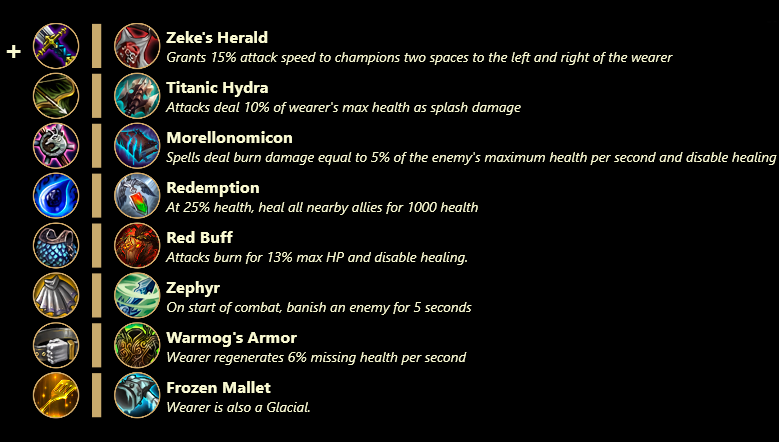 +
Zeke's Herald
Grants 15% attack speed to champions two spaces to the left and right of the wearer
Titanic Hydra
Attacks deal 10% of wearer's max health as splash damage
Morellonomicon
Spells deal burn damage equal to 5% of the enemy's maximum health per second and disable healing
Redemption
At 25% health, heal all nearby allies for 1000 health
Red Buff
Attacks burn for 13% max HP and disable healing.
Zephyr
On start of combat, banish an enemy for 5 seconds
Warmog's Armor
Wearer regenerates 6% missing health per second
Frozen Mallet
Wearer is also a Glacial.